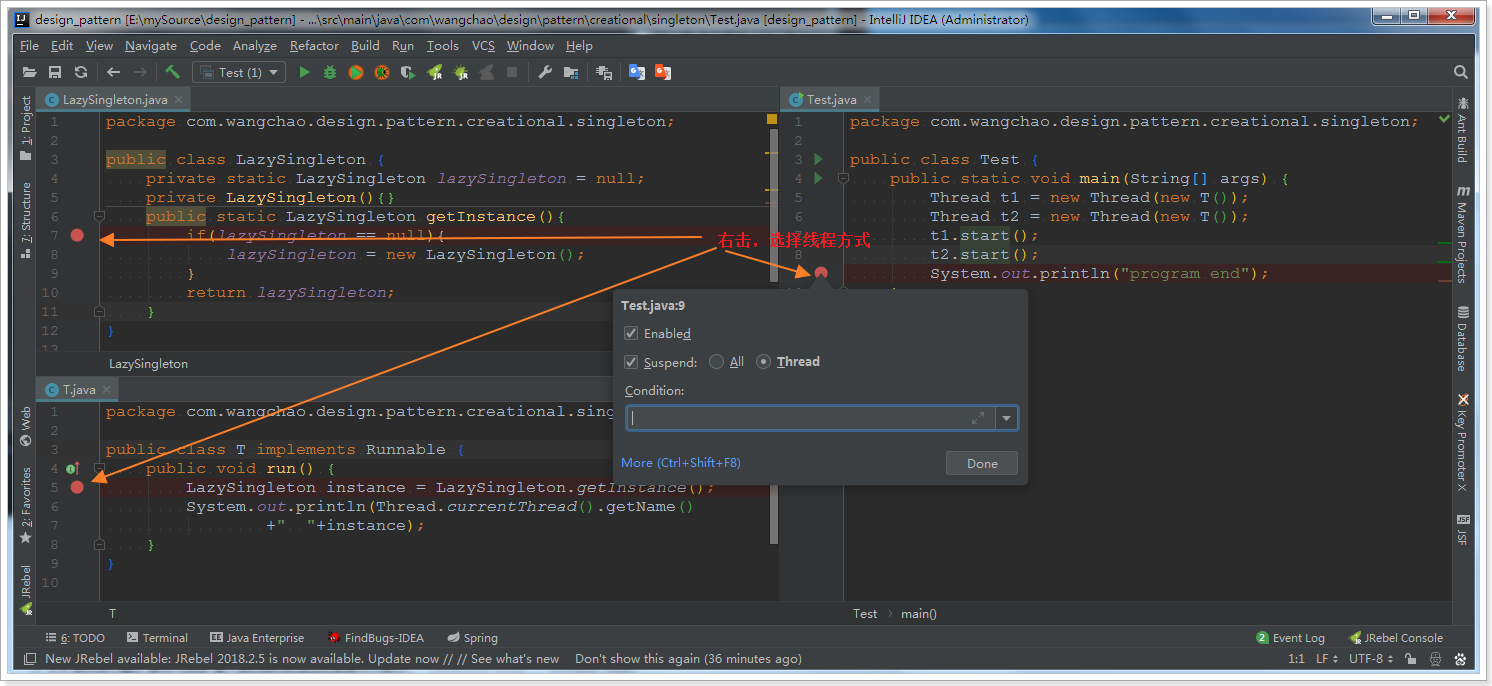 design_pattern [E:\mySource\design_pattern] - ...\src\main\java\com\wangchao\design\pattern\creational\singleton\Test.java [design_pattern] - IntelliJ IDEA (Administrator)
File Edit View Navigate Code Analyze Refactor Build Run Tools VCS Window Help
Test (1)
1: Project
7: Structure
Web
2: Favorites
JRebel
LazySingleton.java
1 package com.wangchao.design.pattern.creational.singleton;
2
3 public class LazySingleton {
4 private static LazySingleton lazySingleton = null;
5 private LazySingleton(){}
6 public static LazySingleton getInstance(){
7 if(lazySingleton == null){
8 lazySingleton = new LazySingleton();
9 }
10 return lazySingleton;
11 }
12 }
13
LazySingleton
T.java
1 package com.wangchao.design.pattern.creational.sing
2
3 public class T implements Runnable {
4 public void run() {
5 LazySingleton instance = LazySingleton.getInstance();
6 System.out.println(Thread.currentThread().getName()
7 +" "+instance);
8 }
9 }
10
T
Test.java
1 package com.wangchao.design.pattern.creational.singleton;
2
3 public class Test {
4 public static void main(String[] args) {
5 Thread t1 = new Thread(new T());
6 Thread t2 = new Thread(new T());
t1.start();
8 t2.start();
System.out.println("program end");
右击，选择线程方式
Test.java:9
Enabled
Suspend: All Thread
Condition:
More (Ctrl+Shift+F8)
Done
Test main()
Ant Build
Maven Projects
Database
Key Promoter X
JSF
JSF
6: TODO Terminal Java Enterprise FindBugs-IDEA Spring
2 Event Log JRebel Console
New JRebel available: JRebel 2018.2.5 is now available. Update now // // See what's new Don't show this again (36 minutes ago)
1:1 LF UTF-8